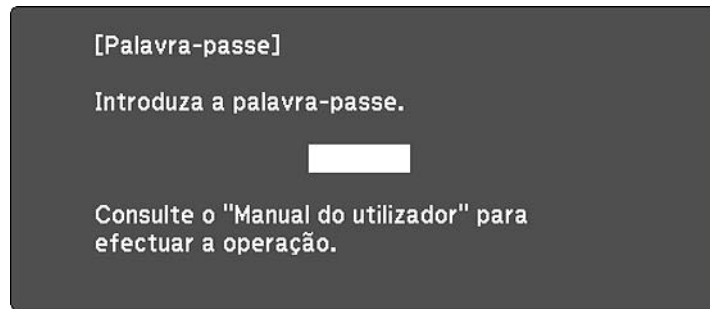 [Palavra-passe]
Introduza a palavra-passe.
Consulte o "Manual do utilizador" para
efectuar a operação.